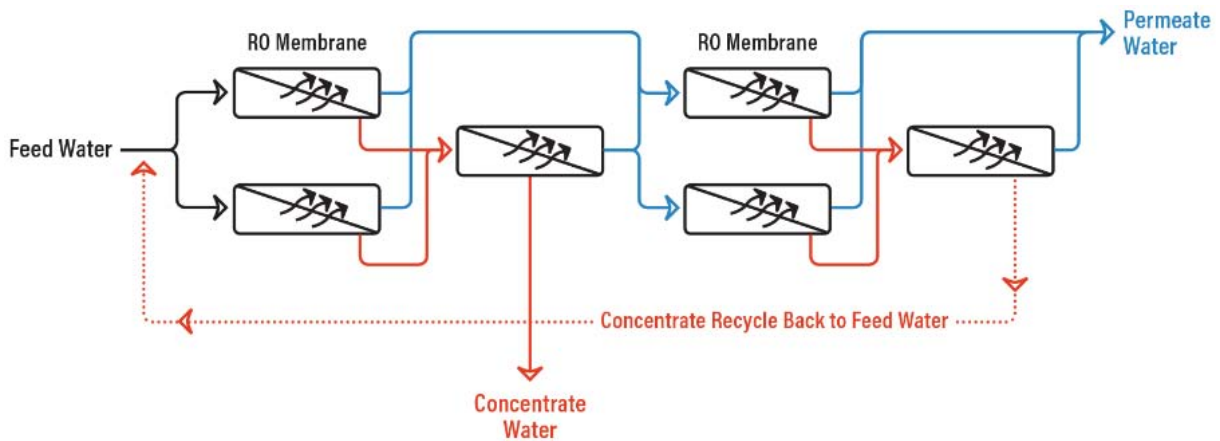 RO Membrane
RO Membrane
Permeate
Water
Feed Water
Concentrate Recycle Back to Feed Water
Concentrate
Water